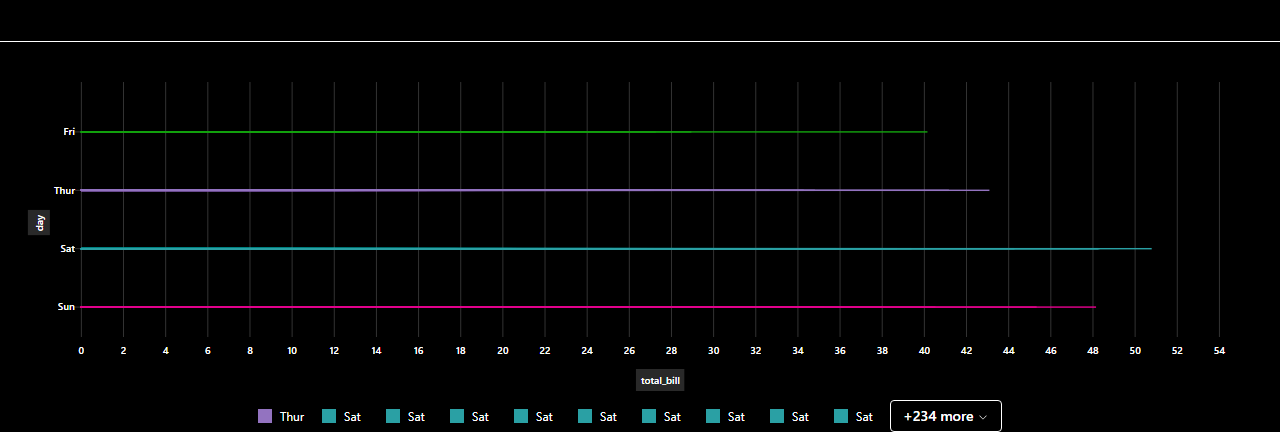 Fri
Thur
day
Sat
Sun
0 2 4 6 8 10 12 14 16 18 20 22 24 26 28 30 32 34 36 38 40 42 44 46 48 50 52 54
total_bill
Thur Sat Sat Sat Sat Sat Sat Sat Sat Sat +234 more